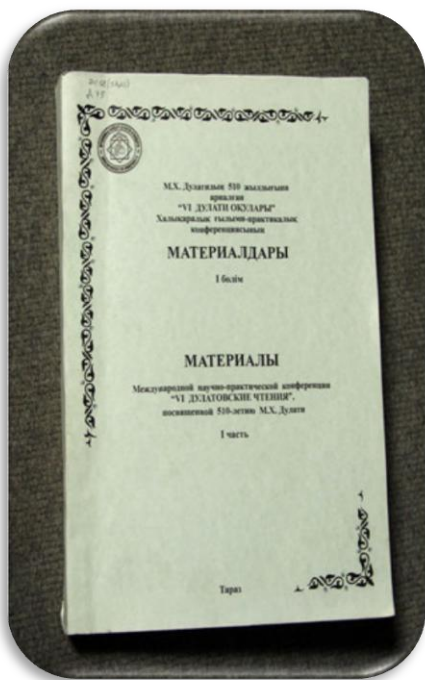 М.Х. Дулатидың 510 жылдығына
арналған
"VI ДУЛАТИ ОҚУЛАРЫ"
Халықаралық ғылыми-практикалық
конференциясының
МАТЕРИАЛДАРЫ
I бөлім
МАТЕРИАЛЫ
Международной научно-практической конференции
"VI ДУЛАТОВСКИЕ ЧТЕНИЯ",
посвященной 510-летию М.Х. Дулати
I часть
Тараз